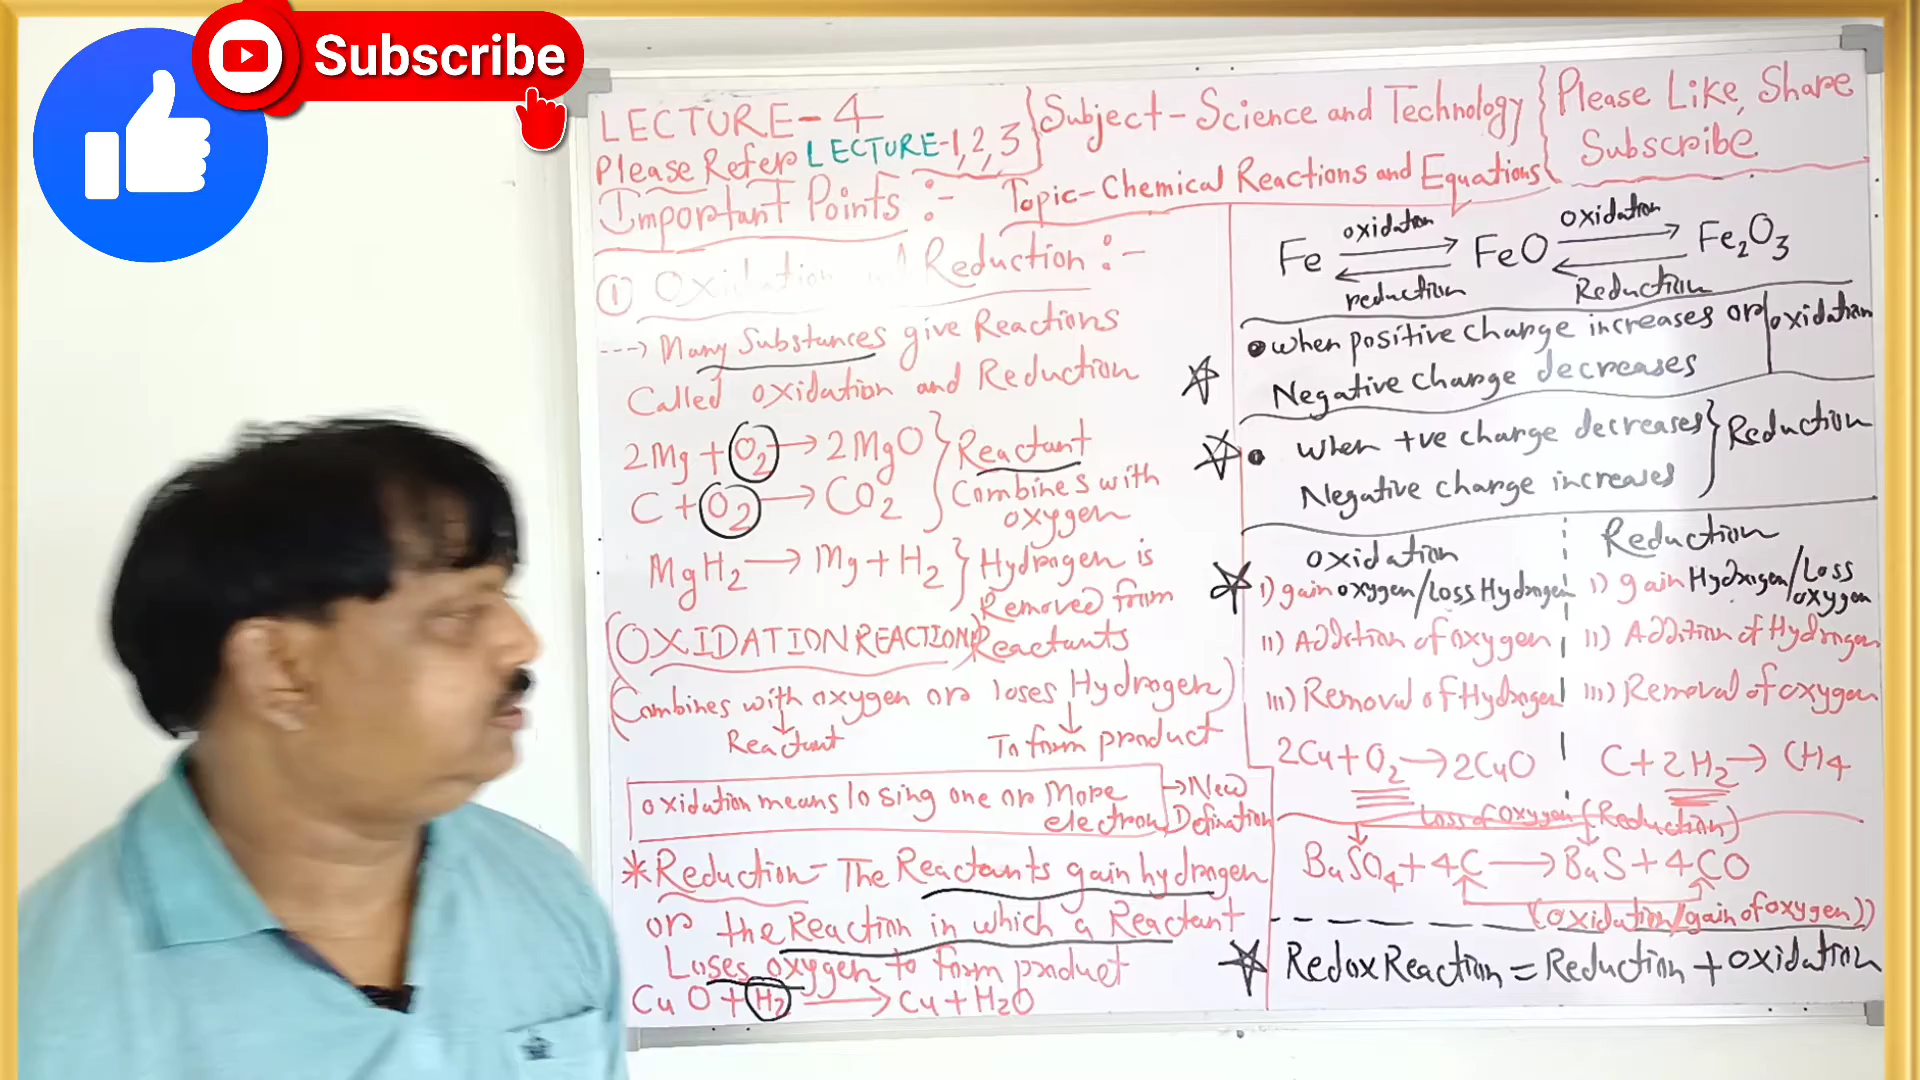 Subscribe
LECTURE-4
Please Refer LECTURE-1,2,3
Subject-Science and Technology
Please Like, Share
Subscribe
Important Points :-
Topic-Chemical Reactions and Equations
① Oxidation and Reduction :-
---> Many Substances give Reactions
Called oxidation and Reduction
2Mg + O2 → 2MgO
C + O2 → CO2
Reactant
Combines with
oxygen
MgH2 → Mg + H2
Hydrogen is
Removed from
Reactants
(OXIDATION REACTION)
(Combines with oxygen or loses Hydrogen)
↓
↓
Reactant
To form product
oxidation means losing one or more
electron
→ New
Defination
*Reduction - The Reactants gain hydrogen
or the Reaction in which a Reactant
Loses oxygen to form product
CuO + H2 → Cu + H2O
oxidation
oxidation
Fe ⇌ FeO ⇌ Fe2O3
reduction
Reduction
• when positive charge increases or
Negative charge decreases
oxidation
• When +ve charge decreases
Negative charge increases
Reduction
oxidation
i) gain oxygen/Loss Hydrogen
ii) Addition of oxygen
iii) Removal of Hydrogen
2Cu + O2 → 2CuO
Reduction
i) gain Hydrogen/Loss
oxygen
ii) Addition of Hydrogen
iii) Removal of oxygen
C + 2H2 → CH4
Loss of oxygen (Reduction)
BaSO4 + 4C → BaS + 4CO
(oxidation/gain of oxygen))
Redox Reaction = Reduction + oxidation